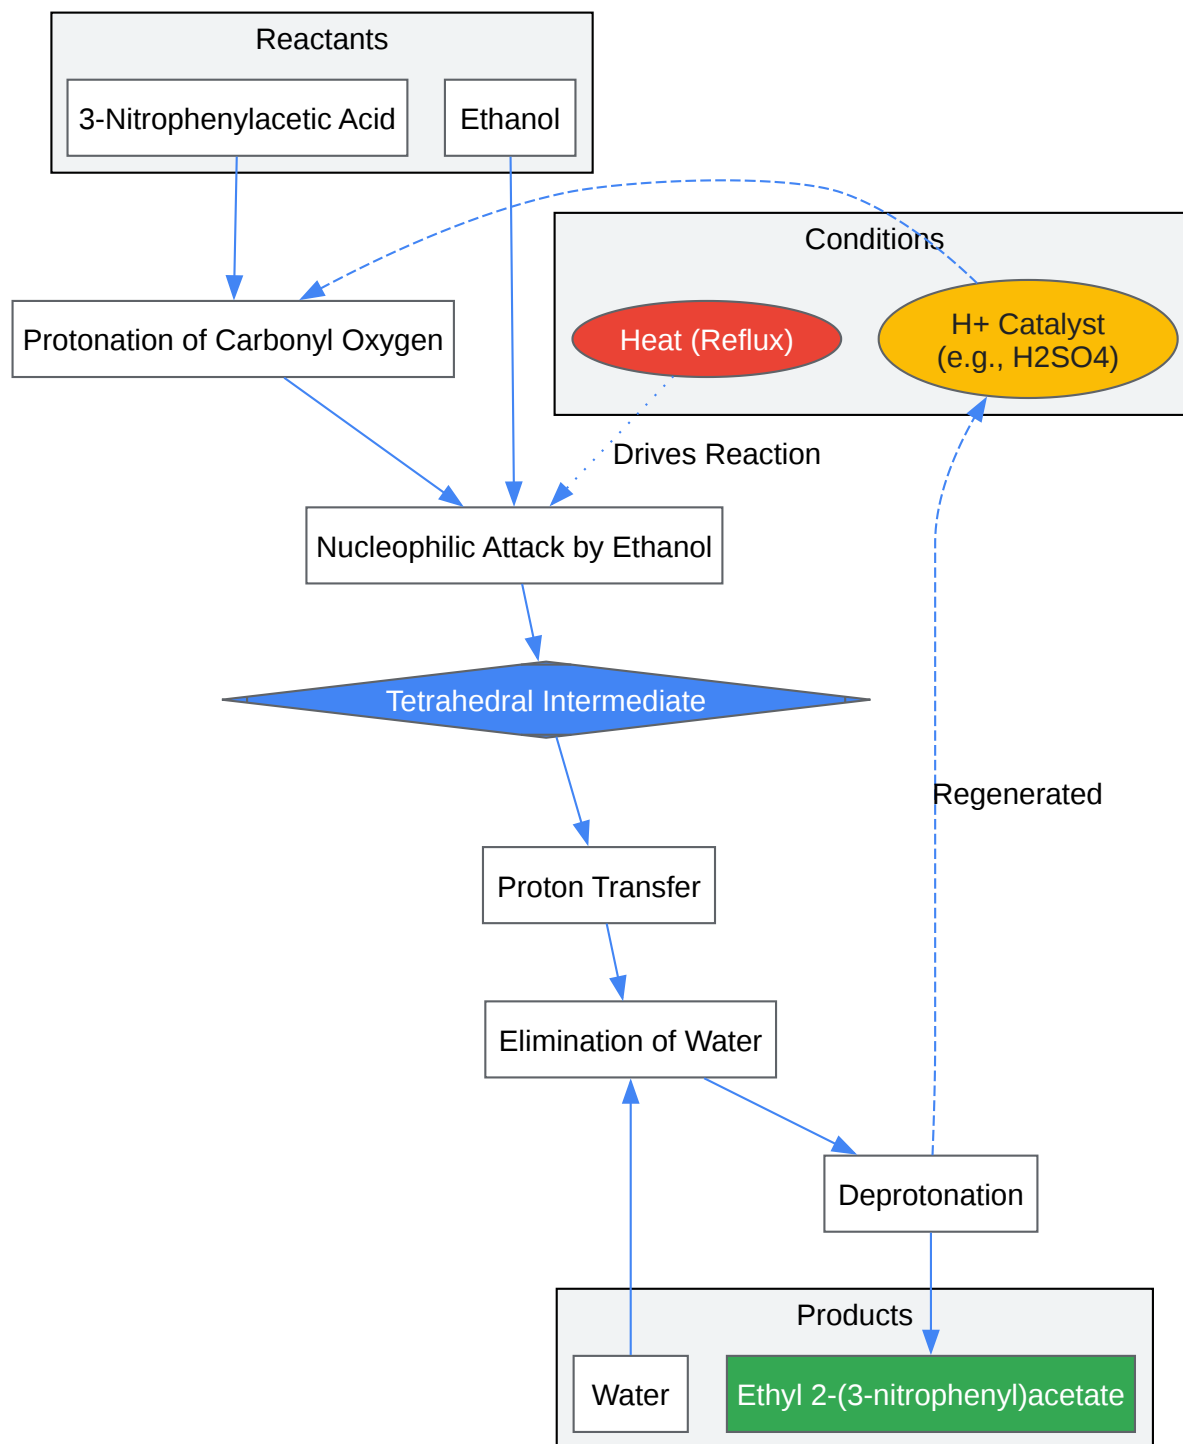 Reactants
3-Nitrophenylacetic Acid
Ethanol
Conditions
Heat (Reflux)
H+ Catalyst
(e.g., H2SO4)
Protonation of Carbonyl Oxygen
Drives Reaction
Nucleophilic Attack by Ethanol
Tetrahedral Intermediate
Regenerated
Proton Transfer
Elimination of Water
Deprotonation
Products
Water
Ethyl 2-(3-nitrophenyl)acetate